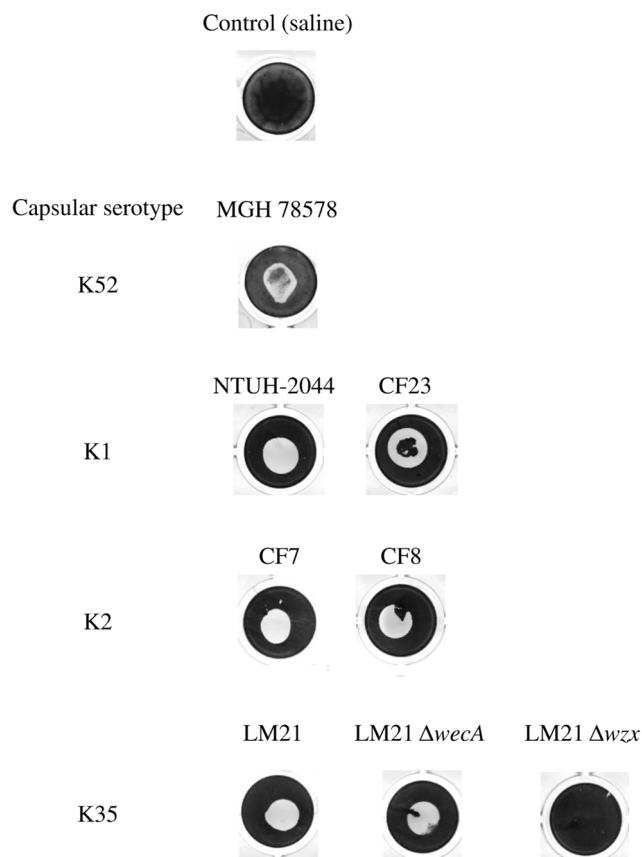 Control (saline)
Capsular serotype MGH 78578
K52
NTUH-2044 CF23
K1
CF7 CF8
K2
LM21 LM21 ΔwecA LM21 Δwzx
K35